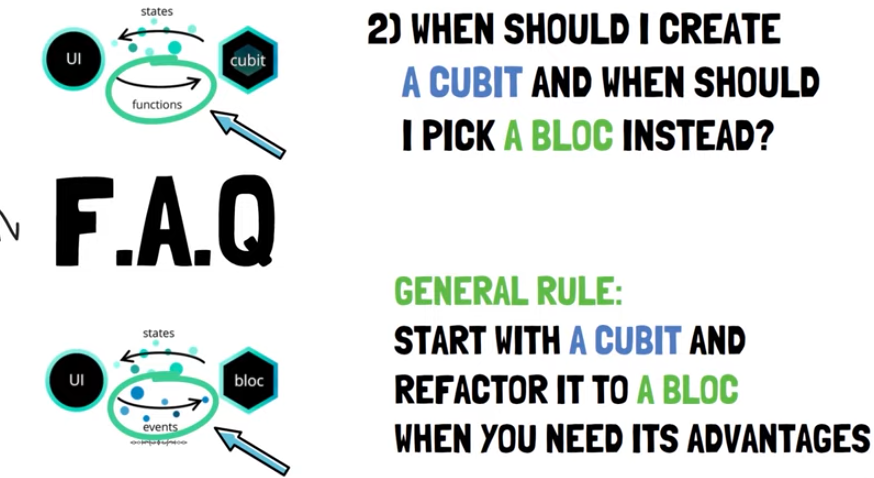 states
UI
cubit
functions
2) WHEN SHOULD I CREATE
A CUBIT AND WHEN SHOULD
I PICK A BLOC INSTEAD?
F.A.Q
states
UI
bloc
events
GENERAL RULE:
START WITH A CUBIT AND
REFACTOR IT TO A BLOC
WHEN YOU NEED ITS ADVANTAGES